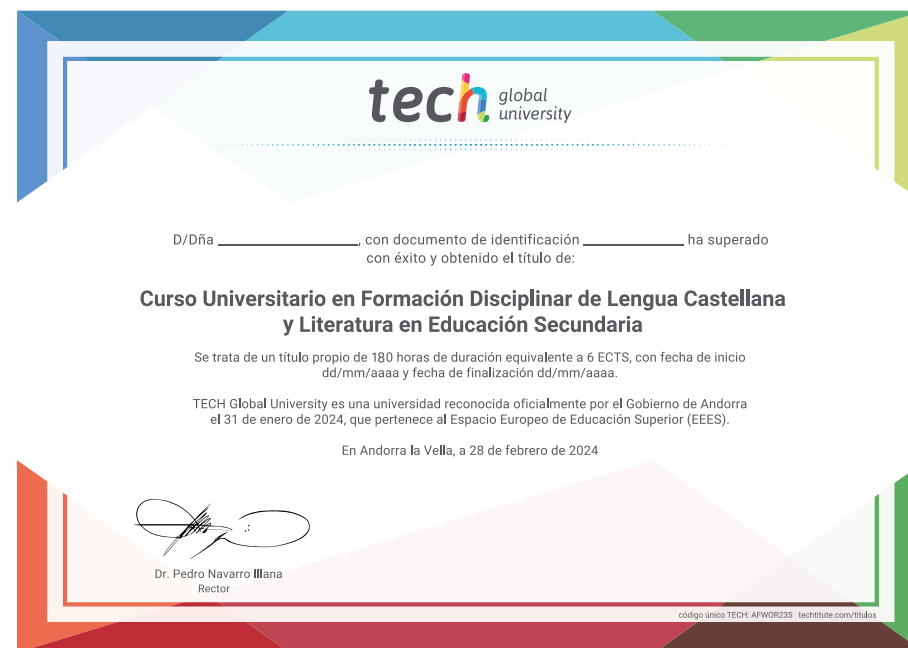 tech global university
D/Dña ____________________, con documento de identificación ______________ ha superado
con éxito y obtenido el título de:
Curso Universitario en Formación Disciplinar de Lengua Castellana
y Literatura en Educación Secundaria
Se trata de un título propio de 180 horas de duración equivalente a 6 ECTS, con fecha de inicio
dd/mm/aaaa y fecha de finalización dd/mm/aaaa.
TECH Global University es una universidad reconocida oficialmente por el Gobierno de Andorra
el 31 de enero de 2024, que pertenece al Espacio Europeo de Educación Superior (EEES).
En Andorra la Vella, a 28 de febrero de 2024
Dr. Pedro Navarro Illana
Rector
código único TECH: AFWOR23S techtitute.com/titulos